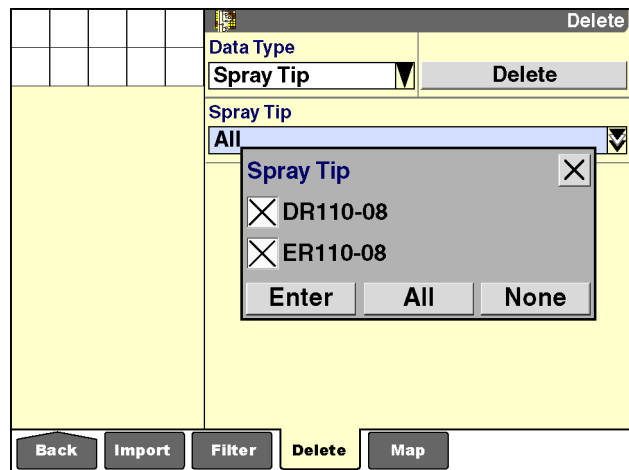 Delete
Data Type
Spray Tip
Delete
Spray Tip
All
Spray Tip
DR110-08
ER110-08
Enter All None
Back Import Filter Delete Map